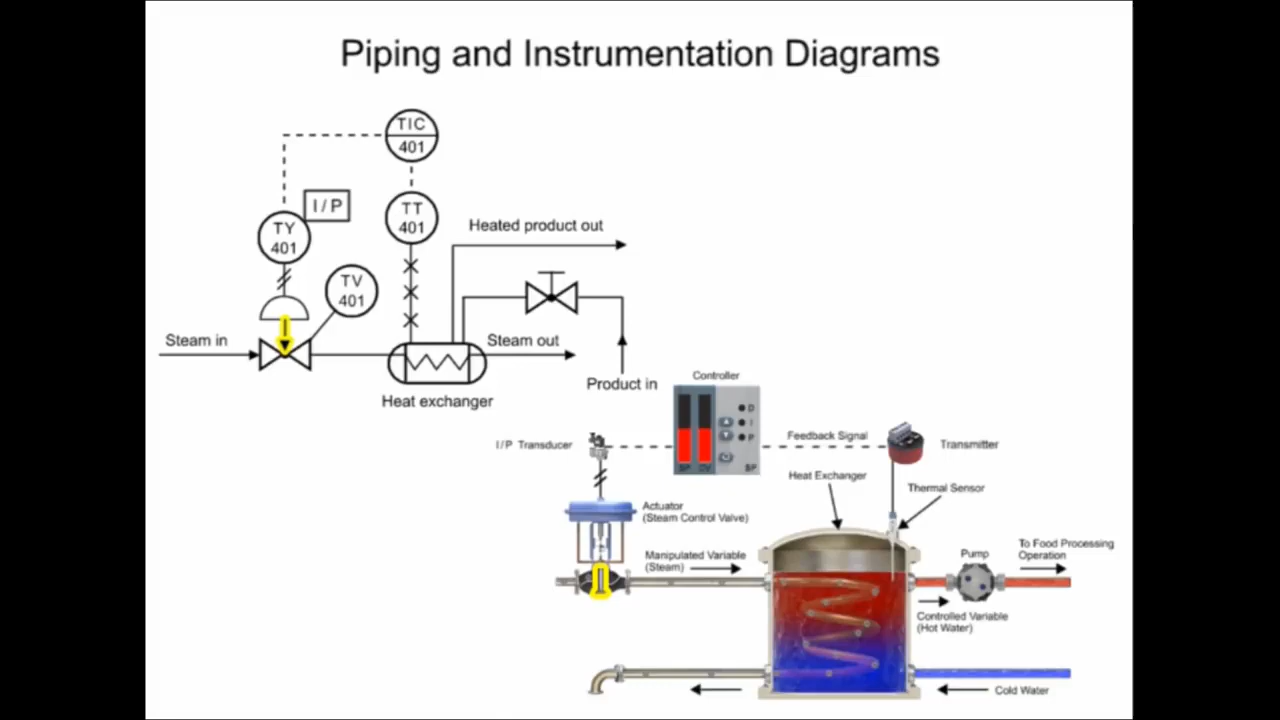 Piping and Instrumentation Diagrams
TIC
401
I / P
TT
401
TY
401
Heated product out
TV
401
Steam in
Steam out
Product in
Heat exchanger
Controller
D
I
P
SP
I/P Transducer
Feedback Signal
Transmitter
Heat Exchanger
Thermal Sensor
Actuator
(Steam Control Valve)
Manipulated Variable
(Steam)
Pump
To Food Processing
Operation
Controlled Variable
(Hot Water)
Cold Water